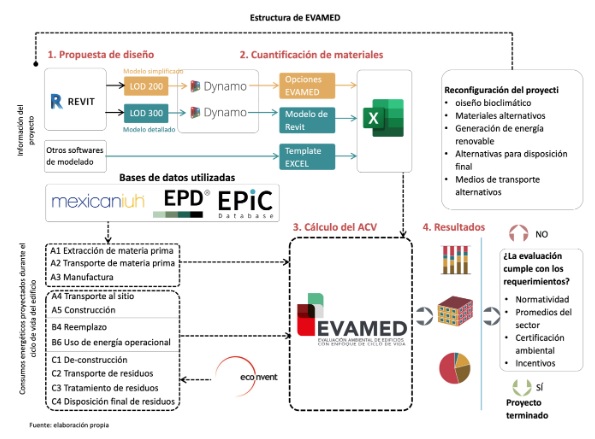 Estructura de EVAMED
1. Propuesta de diseño
2. Cuantificación de materiales
Información del
proyecto
REVIT
Modelo simplificado
LOD 200
Dynamo
Opciones
EVAMED
LOD 300
Modelo detallado
Dynamo
Modelo de
Revit
Otros softwares
de modelado
Template
EXCEL
X
Reconfiguración del proyecti
• oiseño bioclimático
• Materiales alternativos
• Generación de energía
renovable
• Alternativas para disposición
final
• Medios de transporte
alternativos
Bases de datos utilizadas
mexicaniuh
EPD®
EPiC
Database
Consumos energéticos proyectados durante el
ciclo de vida del edificio
A1 Extracción de materia prima
A2 Transporte de materia prima
A3 Manufactura
A4 Transporte al sitio
A5 Construcción
B4 Reemplazo
B6 Uso de energía operacional
C1 De-construcción
C2 Transporte de residuos
C3 Tratamiento de residuos
C4 Disposición final de residuos
ecoinvent
3. Cálculo del ACV
EVAMED
EVALUACIÓN AMBIENTAL DE EDIFICIOS
CON ENFOQUE DE CICLO DE VIDA
4. Resultados
NO
¿La evaluación
cumple con los
requerimientos?
• Normatividad
• Promedios del
sector
• Certificación
ambiental
• Incentivos
SÍ
Proyecto
terminado
Fuente: elaboración propia